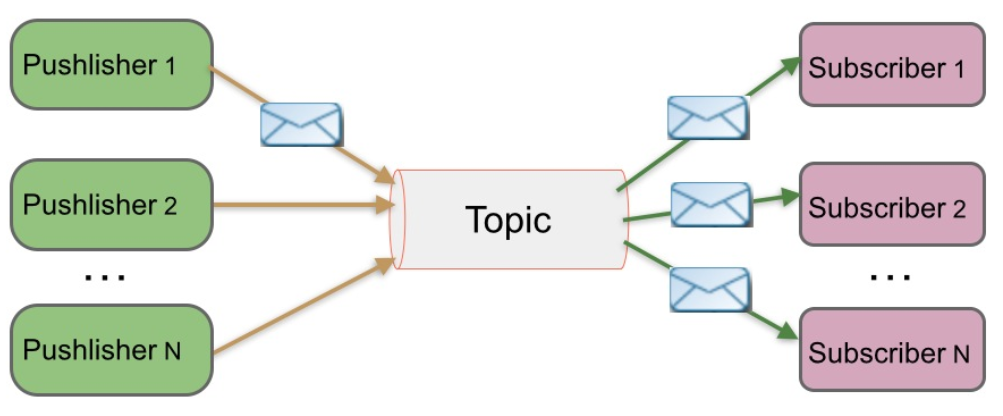 Pushlisher 1
Subscriber 1
Pushlisher 2
Topic
Subscriber 2
...
...
Pushlisher N
Subscriber N